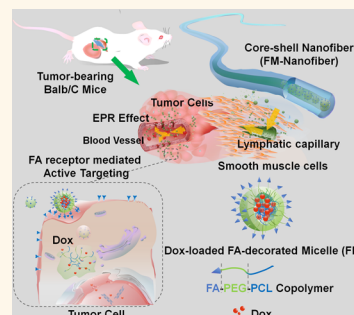 Core-shell Nanofiber
(FM-Nanofiber)
Tumor-bearing
Balb/C Mice
Tumor Cells
EPR Effect
Blood Vessel
Lymphatic capillary
FA receptor mediated
Active Targeting
Smooth muscle cells
Dox
Dox-loaded FA-decorated Micelle (F
FA-PEG-PCL Copolymer
Dox
Tumor Cell